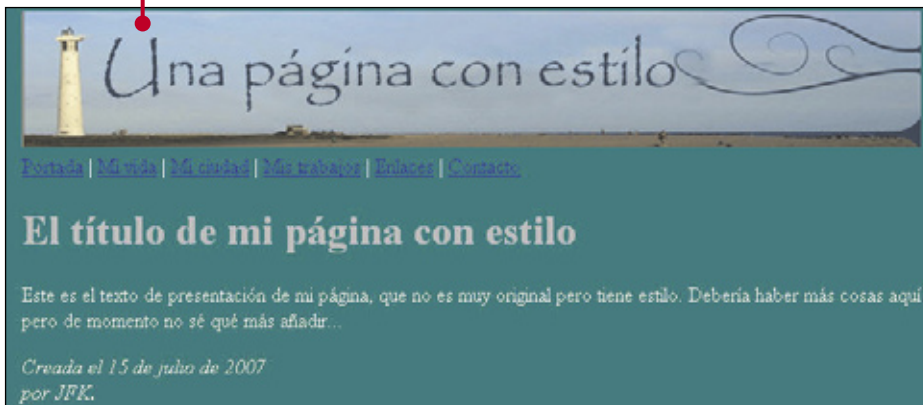 Una página con estilo
Portada | Mi vida | Mi ciudad | Mis trabajos | Enlaces | Contacto
El título de mi página con estilo
Este es el texto de presentación de mi página, que no es muy original pero tiene estilo. Debería haber más cosas aquí
pero de momento no sé qué más añadir...
Creada el 15 de julio de 2007
por JFK.